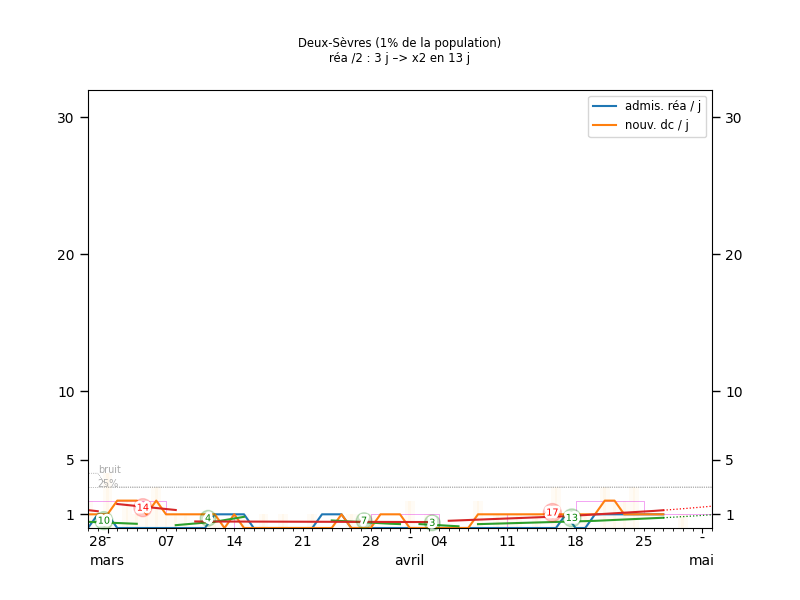 Deux-Sèvres (1% de la population)
réa /2 : 3 j –> x2 en 13 j
admis. réa / j
nouv. dc / j
30 30
20 20
10 10
5 5
1 1
bruit
25%
10 14 4 7 3 17 13
28 07 14 21 28 - 04 11 18 25 -
mars avril mai